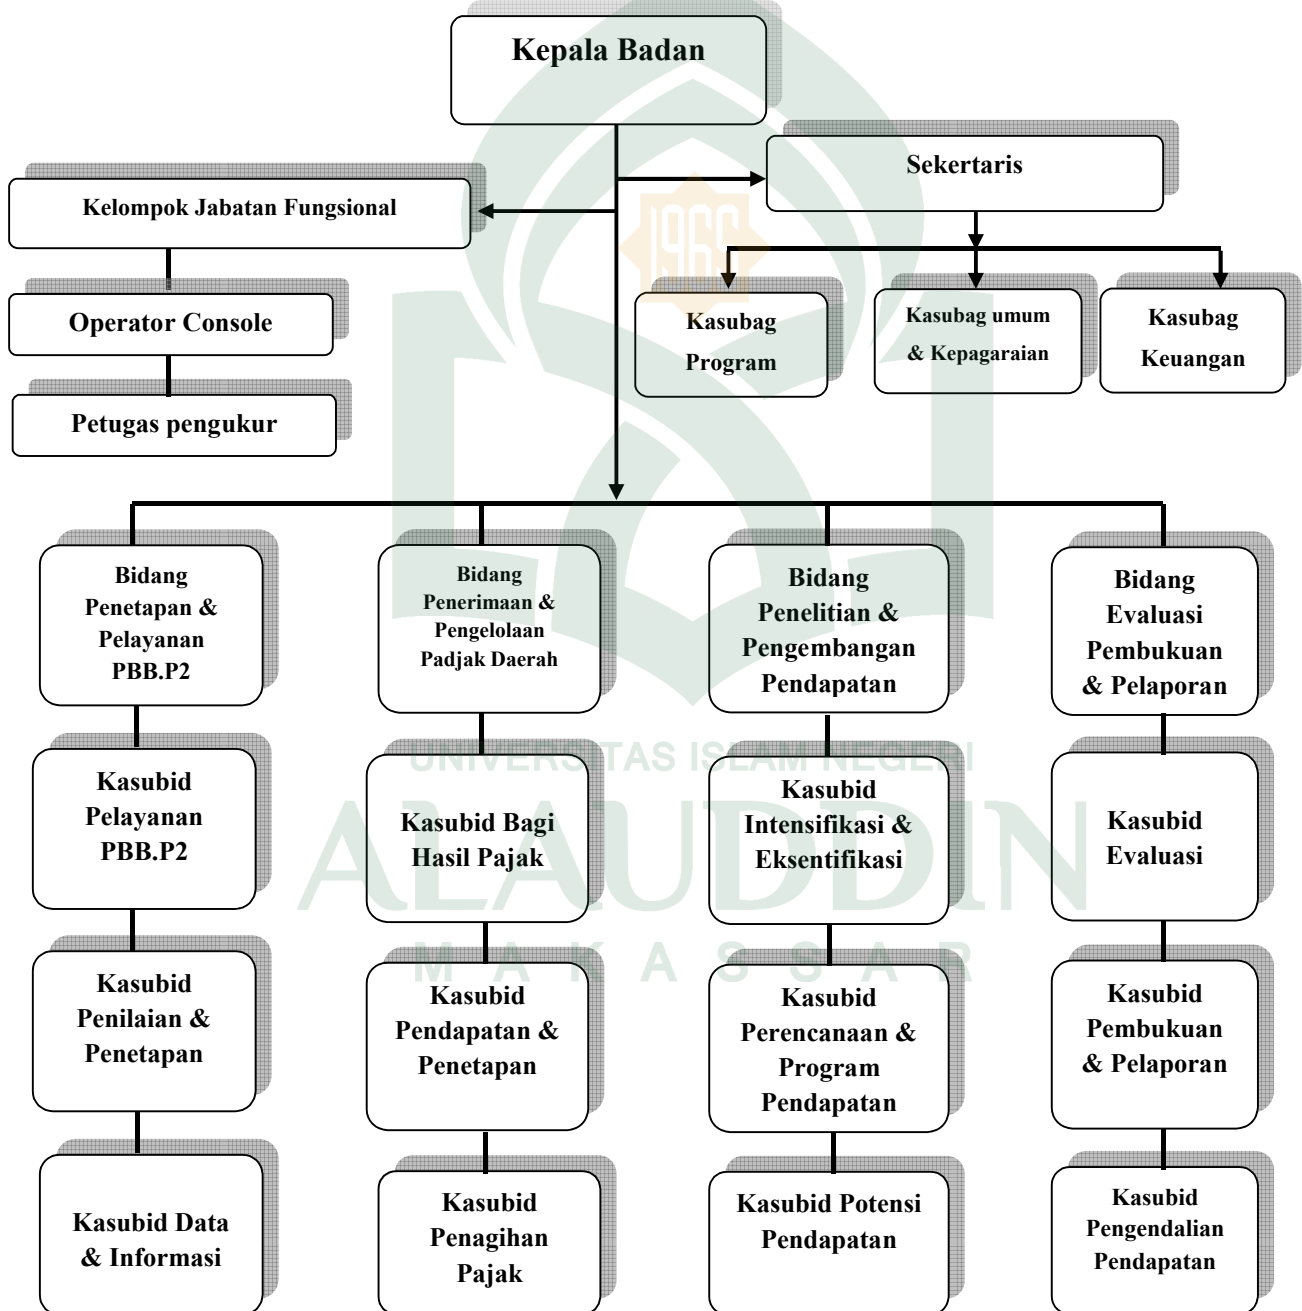 Kepala Badan
Sekertaris
Kelompok Jabatan Fungsional
Operator Console
Petugas pengukur
Kasubag
Program
Kasubag umum
& Kepagaraian
Kasubag
Keuangan
1965
Bidang
Penetapan &
Pelayanan
PBB.P2
Bidang
Penerimaan &
Pengelolaan
Padjak Daerah
Bidang
Penelitian &
Pengembangan
Pendapatan
Bidang
Evaluasi
Pembukuan
& Pelaporan
UNIVERSITAS ISLAM NEGERI
ALAUDDIN
MAKASSAR
Kasubid
Pelayanan
PBB.P2
Kasubid Bagi
Hasil Pajak
Kasubid
Intensifikasi &
Eksentifikasi
Kasubid
Evaluasi
Kasubid
Penilaian &
Penetapan
Kasubid
Pendapatan &
Penetapan
Kasubid
Perencanaan &
Program
Pendapatan
Kasubid
Pembukuan
& Pelaporan
Kasubid Data
& Informasi
Kasubid
Penagihan
Pajak
Kasubid Potensi
Pendapatan
Kasubid
Pengendalian
Pendapatan